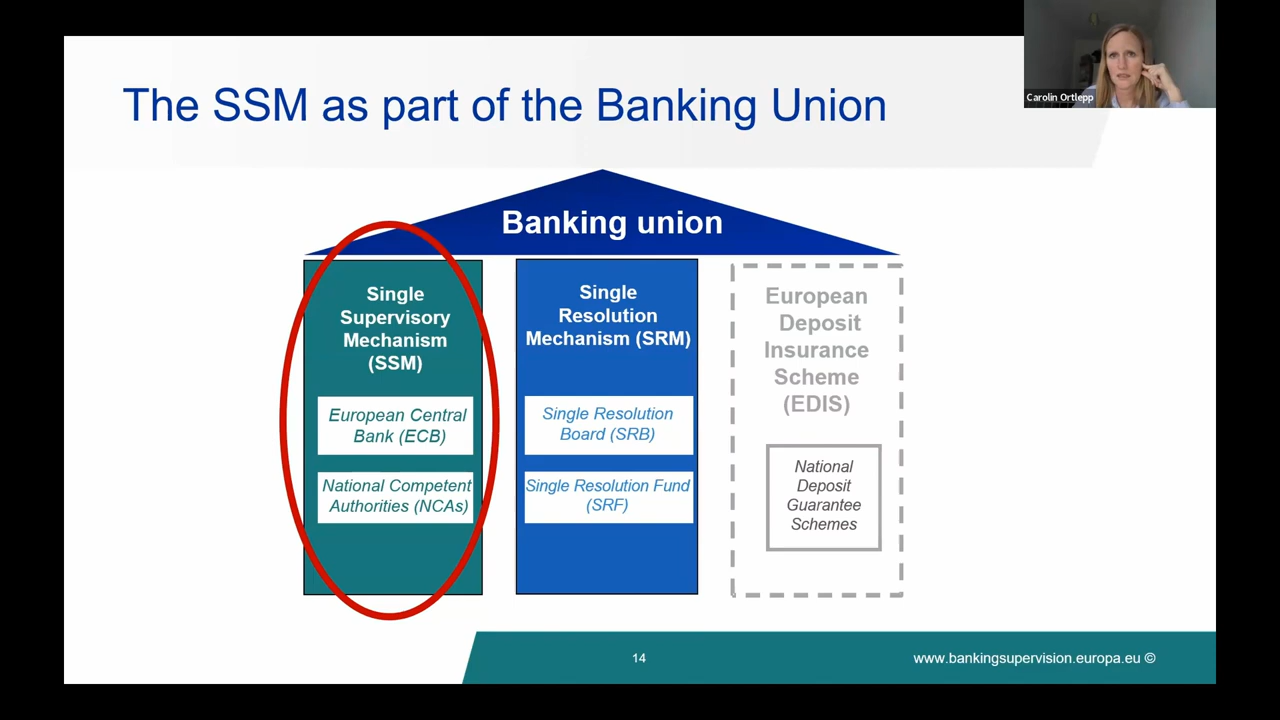 Carolin Ortlepp
The SSM as part of the Banking Union
Banking union
Single
Supervisory
Mechanism
(SSM)
European Central
Bank (ECB)
National Competent
Authorities (NCAs)
Single
Resolution
Mechanism (SRM)
Single Resolution
Board (SRB)
Single Resolution Fund
(SRF)
European
Deposit
Insurance
Scheme
(EDIS)
National
Deposit
Guarantee
Schemes
14
www.bankingsupervision.europa.eu ©